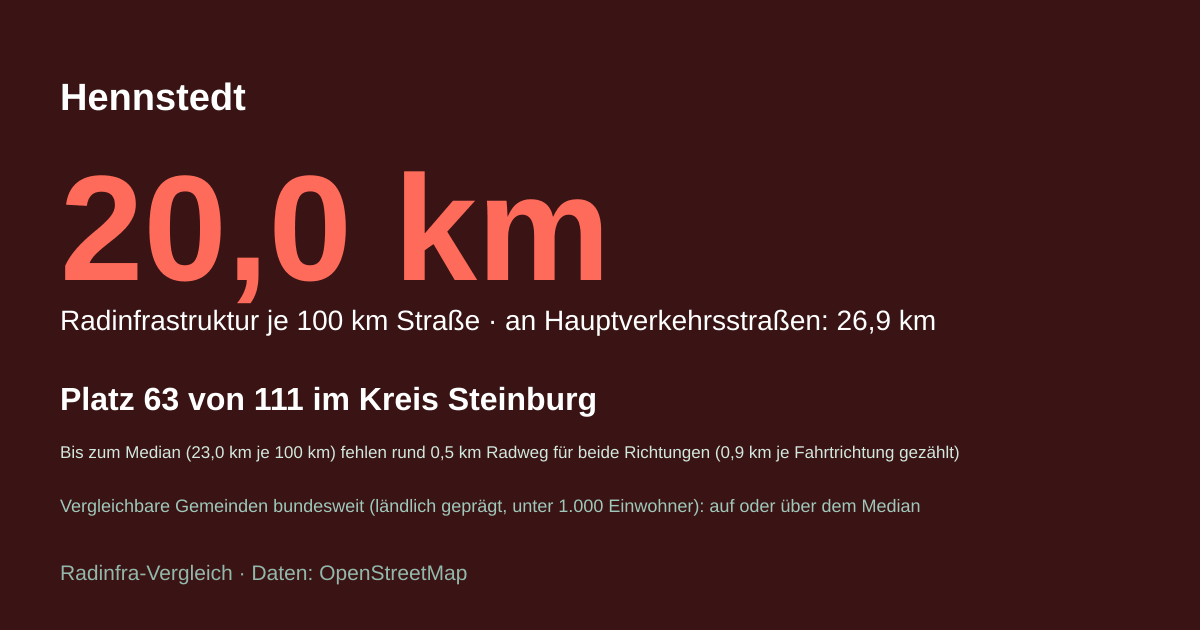 Hennstedt
20,0 km
Radinfrastruktur je 100 km Straße · an Hauptverkehrsstraßen: 26,9 km
Platz 63 von 111 im Kreis Steinburg
Bis zum Median (23,0 km je 100 km) fehlen rund 0,5 km Radweg für beide Richtungen (0,9 km je Fahrtrichtung gezählt)
Vergleichbare Gemeinden bundesweit (ländlich geprägt, unter 1.000 Einwohner): auf oder über dem Median
Radinfra-Vergleich · Daten: OpenStreetMap